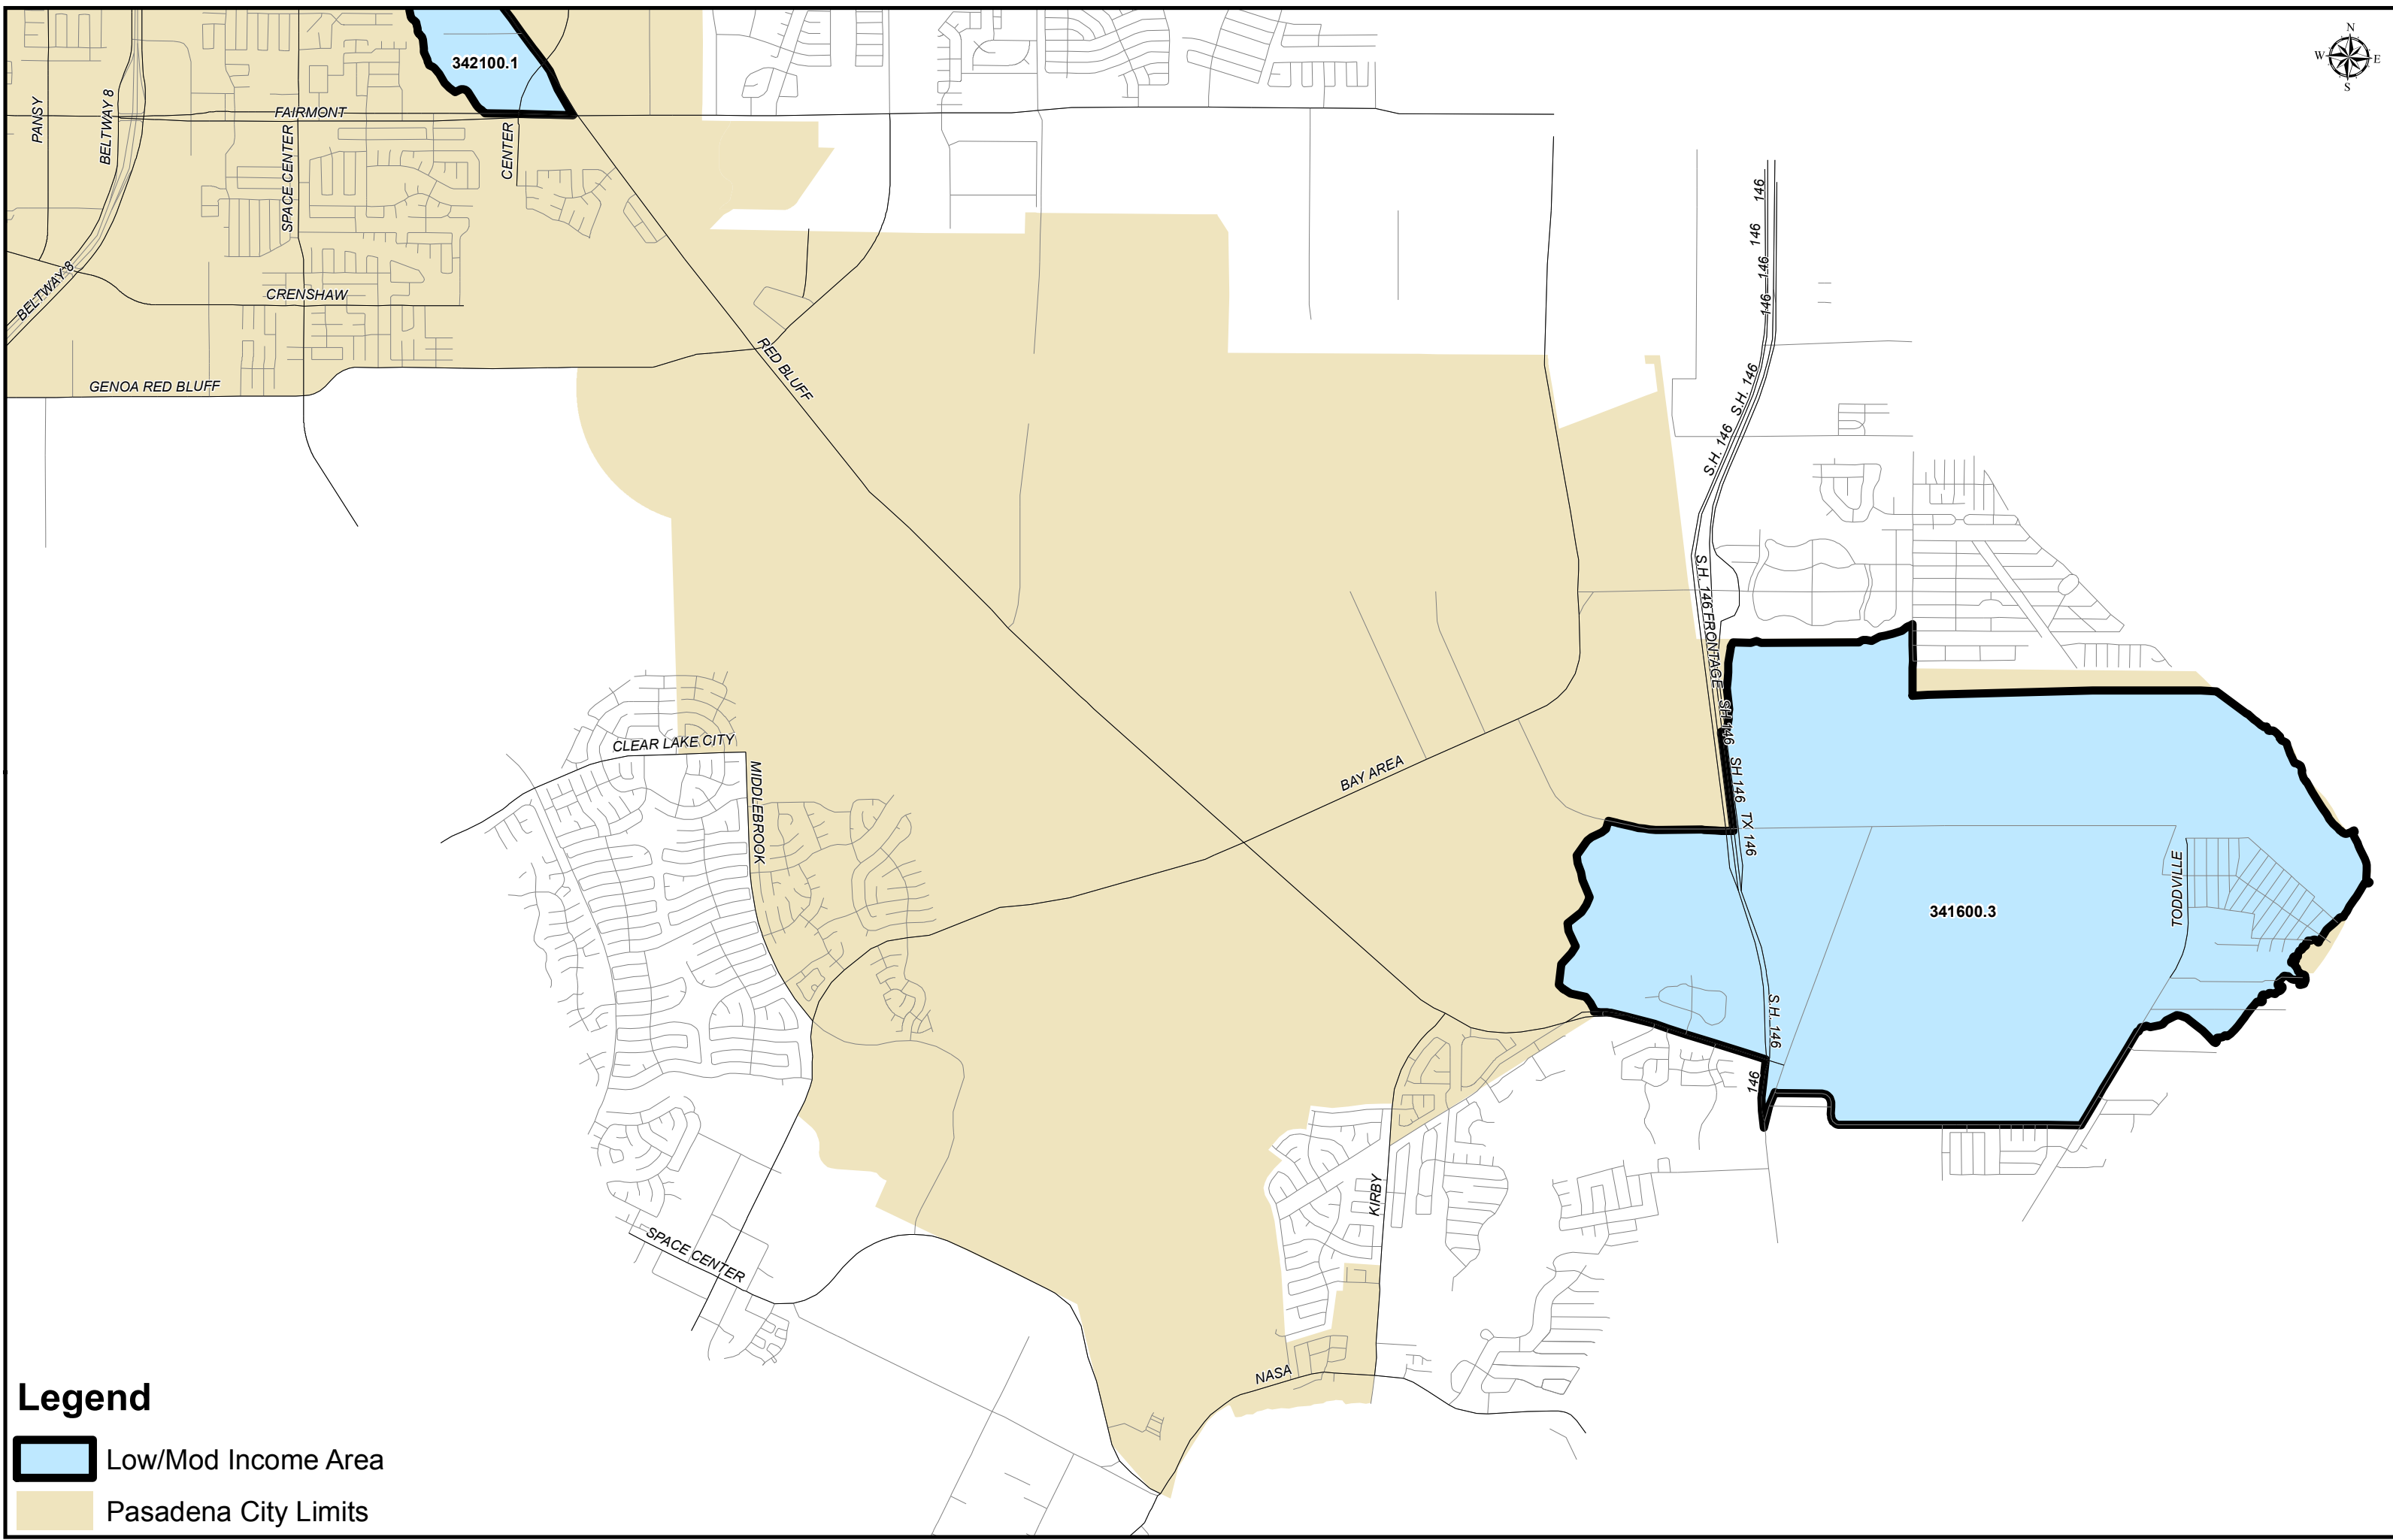 N
W
E
S
342100.1
PANSY
BELTWAY 8
FAIRMONT
SPACE CENTER
CENTER
146
146
146
146
BELTWAY 8
CRENSHAW
RED BLUFF
GENOA RED BLUFF
S.H. 146
S.H. 146
S.H. 146 FRONTAGE
SH 146
CLEAR LAKE CITY
MIDDLEBROOK
BAY AREA
SH 146
TX 146
TODDVILLE
341600.3
S.H. 146
146
KIRBY
SPACE CENTER
NASA
Legend
Low/Mod Income Area
Pasadena City Limits